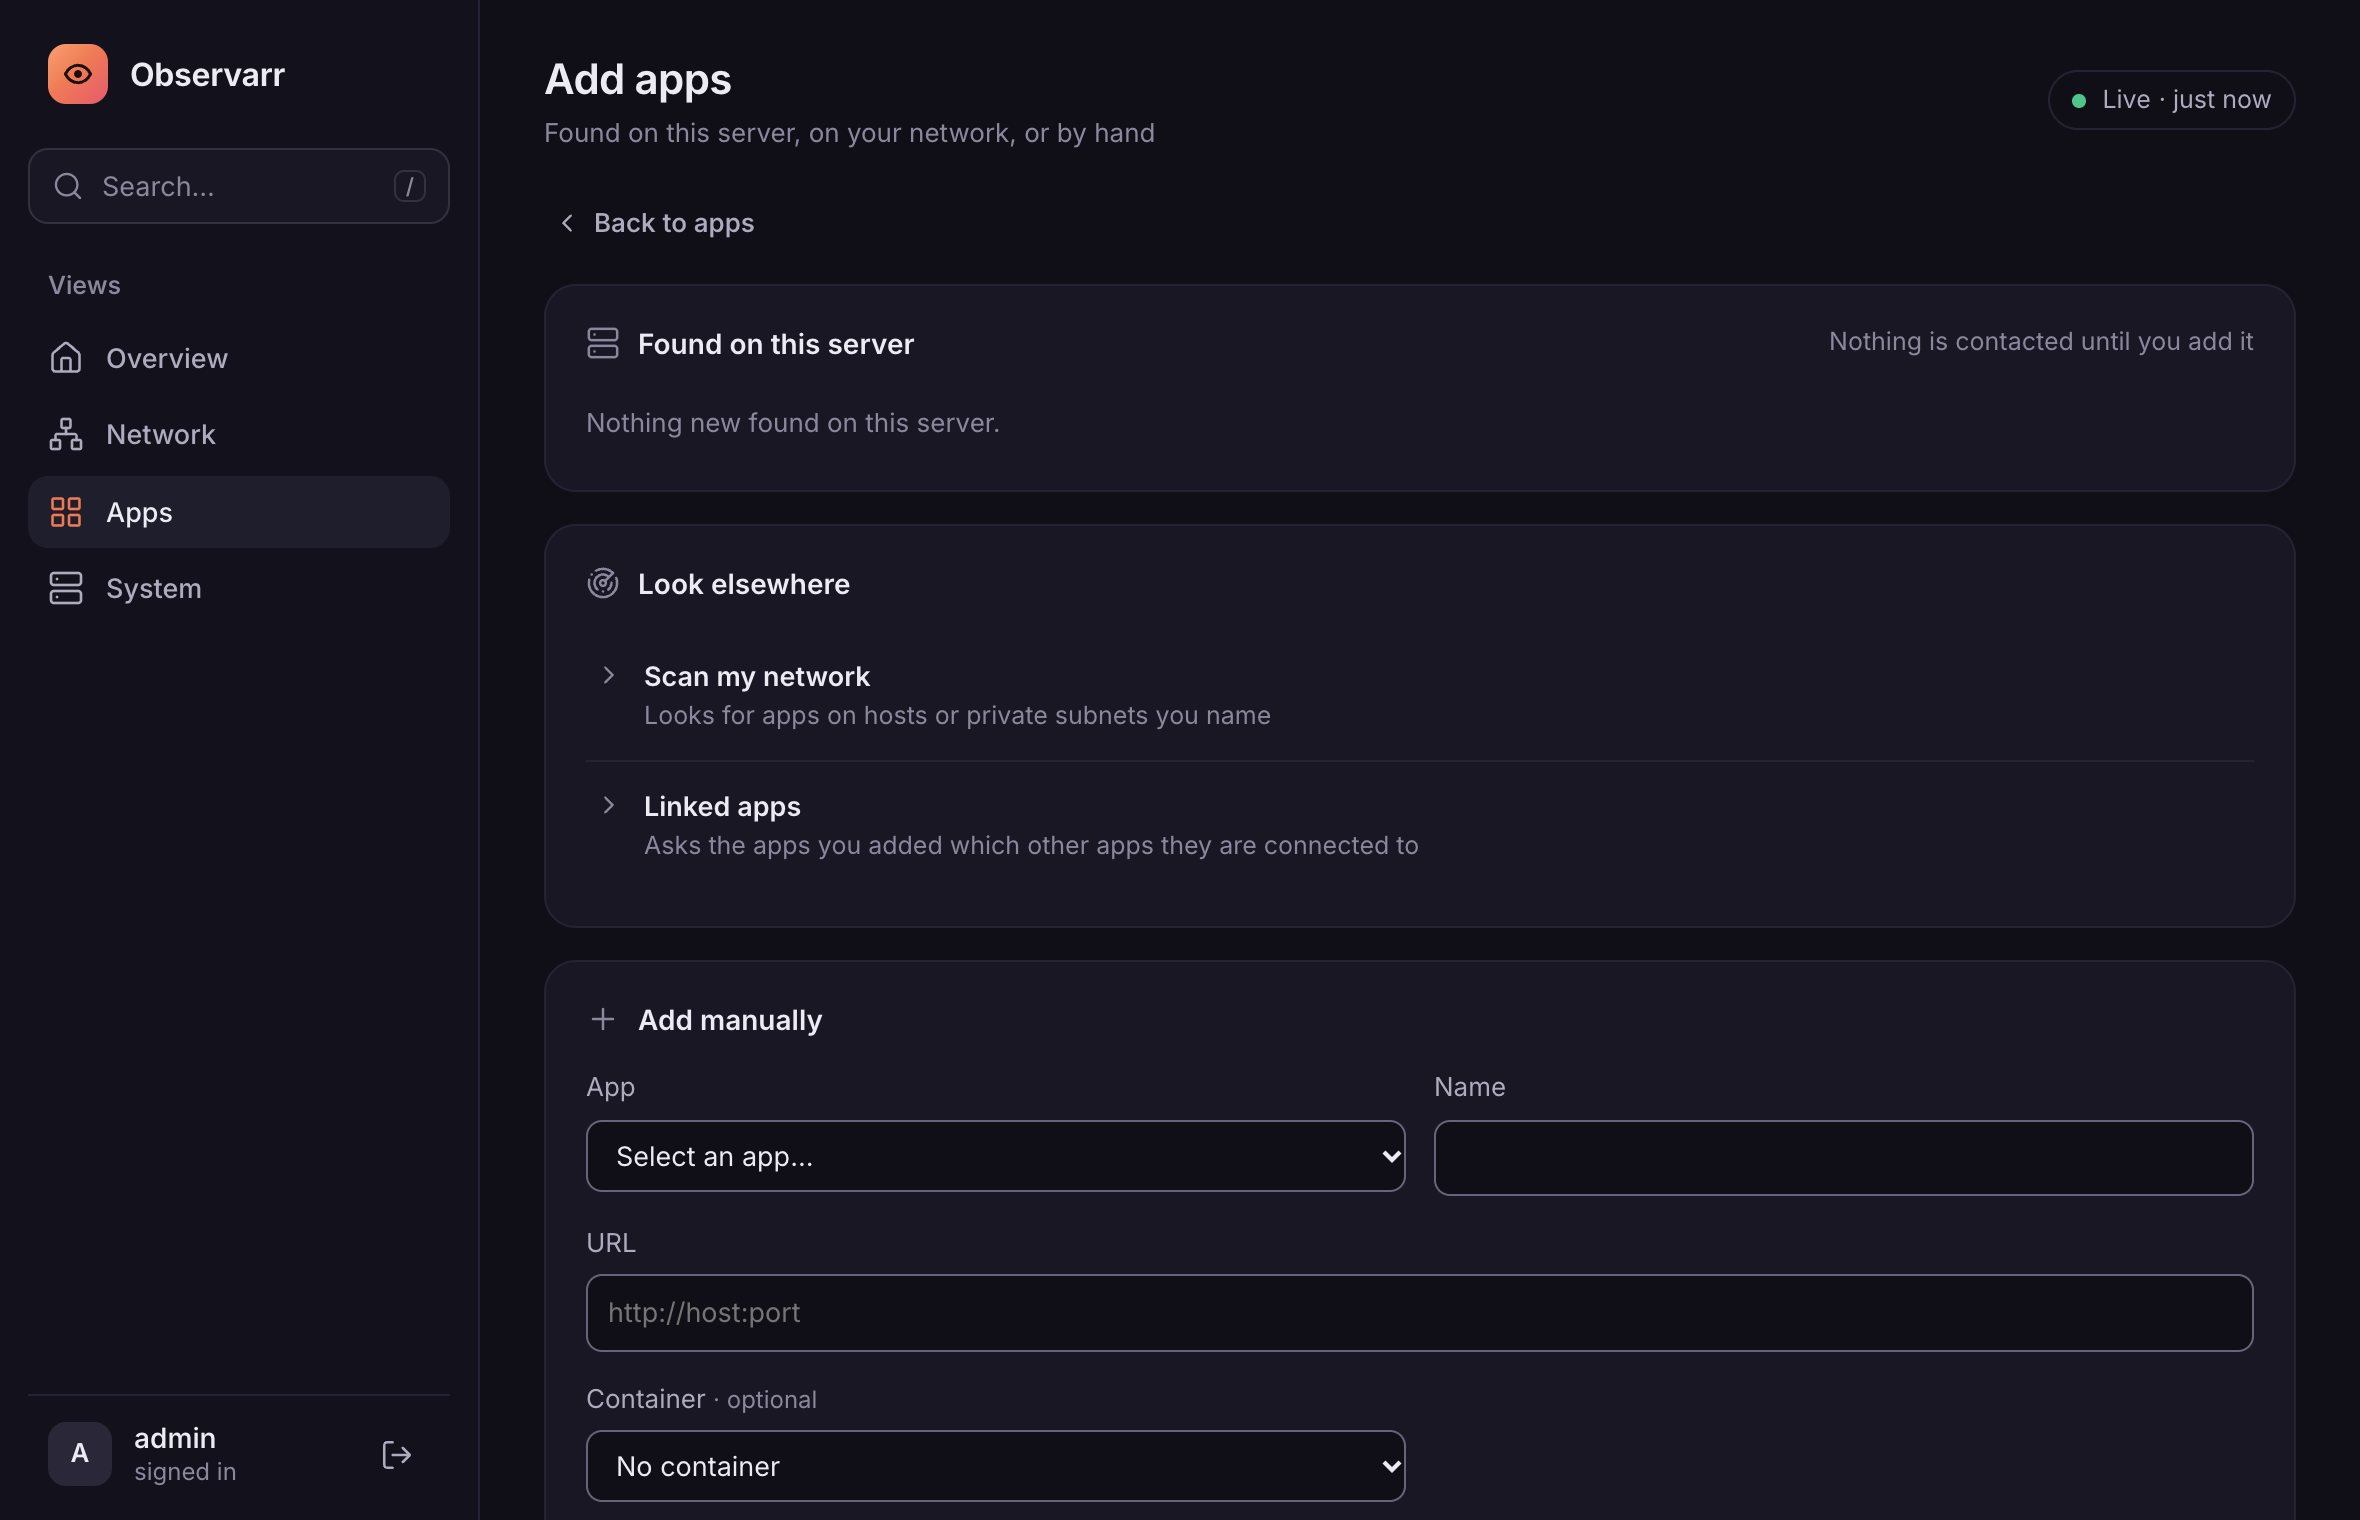 Observarr
Search...
/
Views
Overview
Network
Apps
System
A
admin
signed in
Add apps
Found on this server, on your network, or by hand
Live · just now
Back to apps
Found on this server
Nothing is contacted until you add it
Nothing new found on this server.
Look elsewhere
Scan my network
Looks for apps on hosts or private subnets you name
Linked apps
Asks the apps you added which other apps they are connected to
Add manually
App
Name
Select an app...
URL
http://host:port
Container · optional
No container